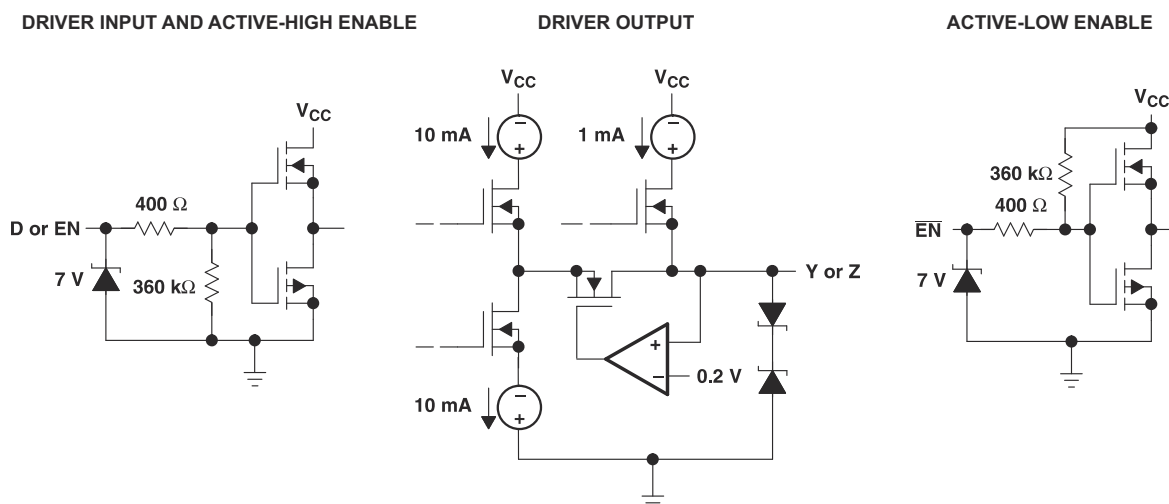 DRIVER INPUT AND ACTIVE-HIGH ENABLE
DRIVER OUTPUT
ACTIVE-LOW ENABLE
VCC
D or EN
400 Ω
7 V
360 kΩ
VCC
VCC
10 mA
−
+
1 mA
−
+
Y or Z
+
−
0.2 V
10 mA
−
+
VCC
360 kΩ
400 Ω
E̅N̅
7 V